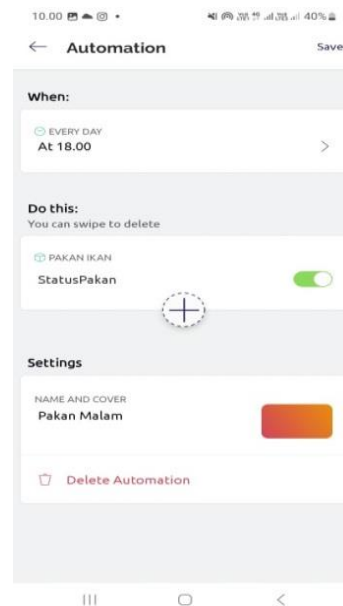 10.00 40%
Automation Save
When:
EVERY DAY
At 18.00
Do this:
You can swipe to delete
PAKAN IKAN
StatusPakan
Settings
NAME AND COVER
Pakan Malam
Delete Automation